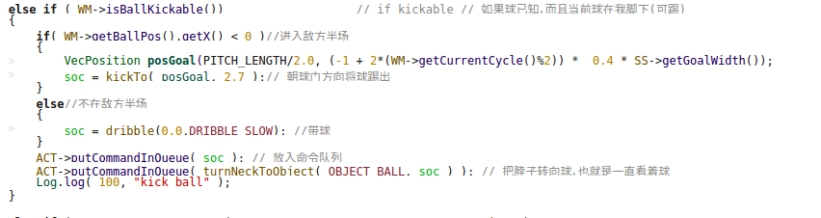 else if ( WM->isBallKickable()) // if kickable // 如果球已知,而且当前球在我脚下(可踢)
{
if( WM->getBallPos().getX() < 0 )//进入敌方半场
{
VecPosition posGoal(PITCH_LENGTH/2.0, (-1 + 2*(WM->getCurrentCycle()%2)) * 0.4 * SS->getGoalWidth());
soc = kickTo( posGoal, 2.7 ); // 朝球门方向将球踢出
}
else//不在敌方半场
{
soc = dribble(0.0,DRIBBLE_SLOW); //带球
}
ACT->putCommandInQueue( soc ); // 放入命令队列
ACT->putCommandInQueue( turnNeckToObject( OBJECT_BALL, soc ) ); // 把脖子转向球,也就是一直看着球
Log.log( 100, "kick ball" );
}